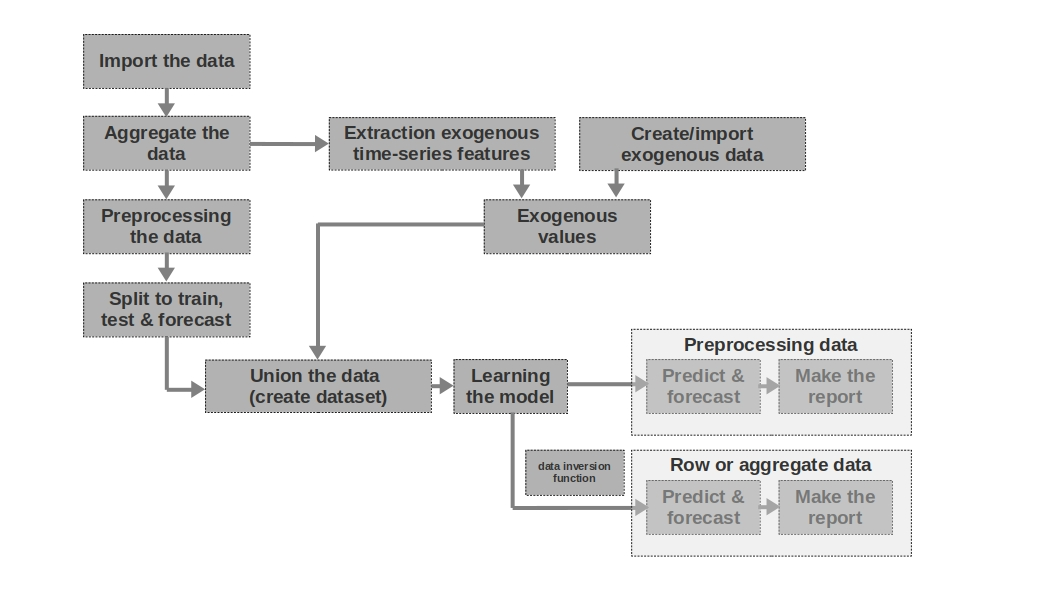 Import the data
Aggregate the
data
Extraction exogenous
time-series features
Create/import
exogenous data
Preprocessing
the data
Exogenous
values
Split to train,
test & forecast
Union the data
(create dataset)
Learning
the model
Preprocessing data
Predict &
forecast
Make the
report
data inversion
function
Row or aggregate data
Predict &
forecast
Make the
report